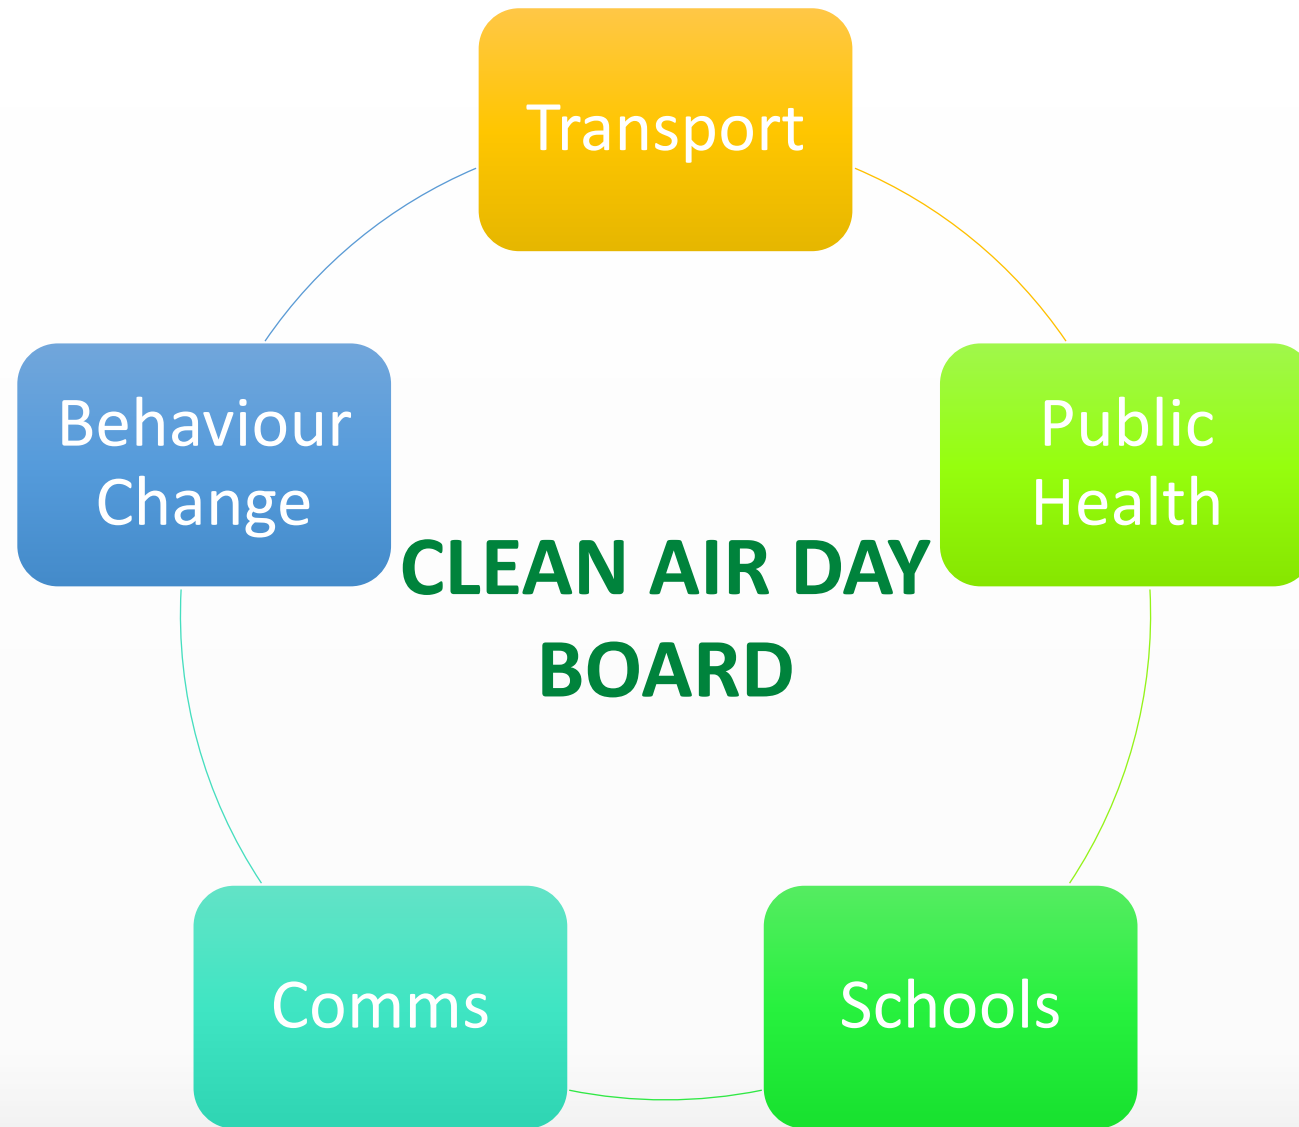 Transport
Behaviour
Change
Public
Health
CLEAN AIR DAY
BOARD
Comms
Schools